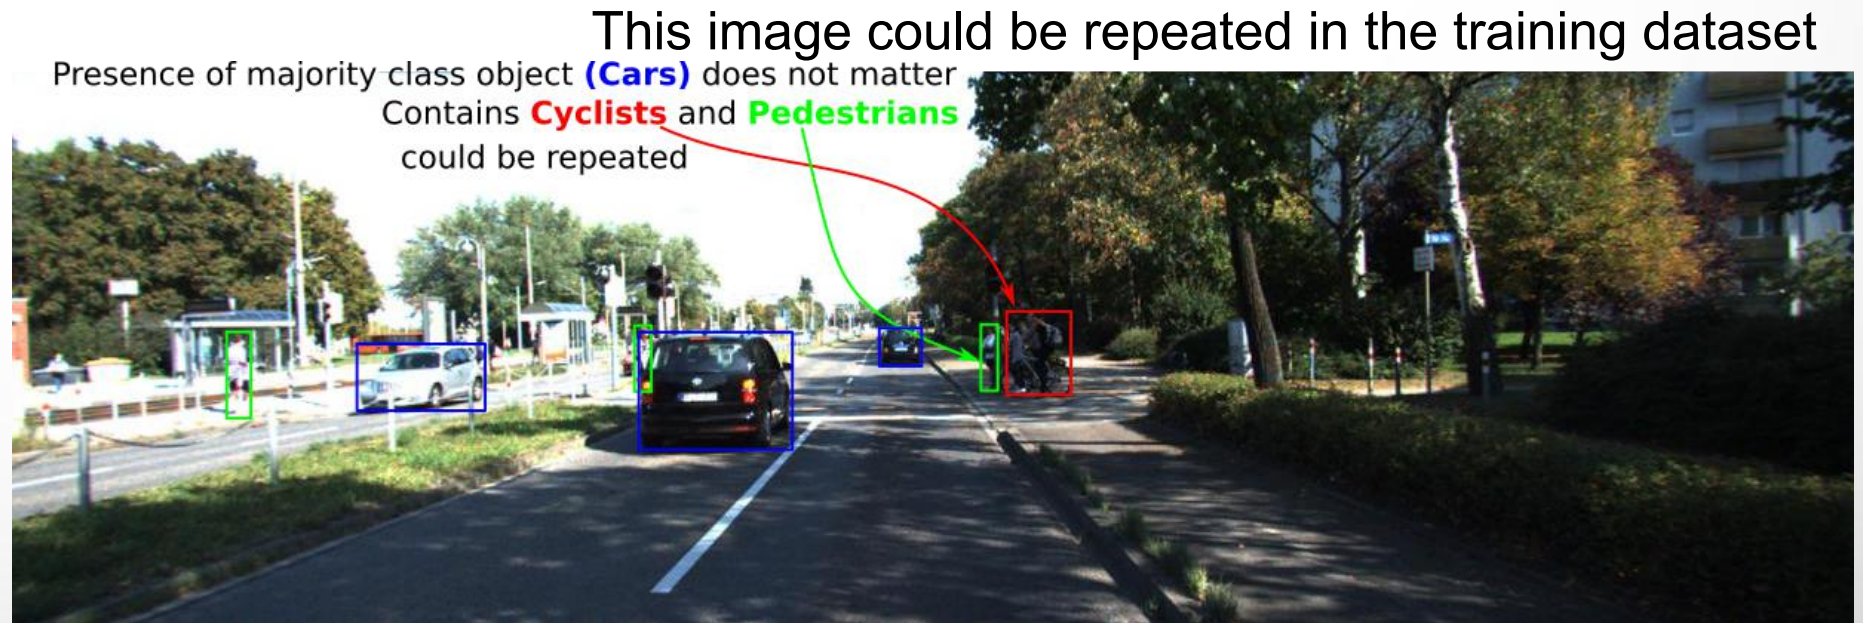 This image could be repeated in the training dataset
Presence of majority class object (Cars) does not matter
Contains Cyclists and Pedestrians
could be repeated